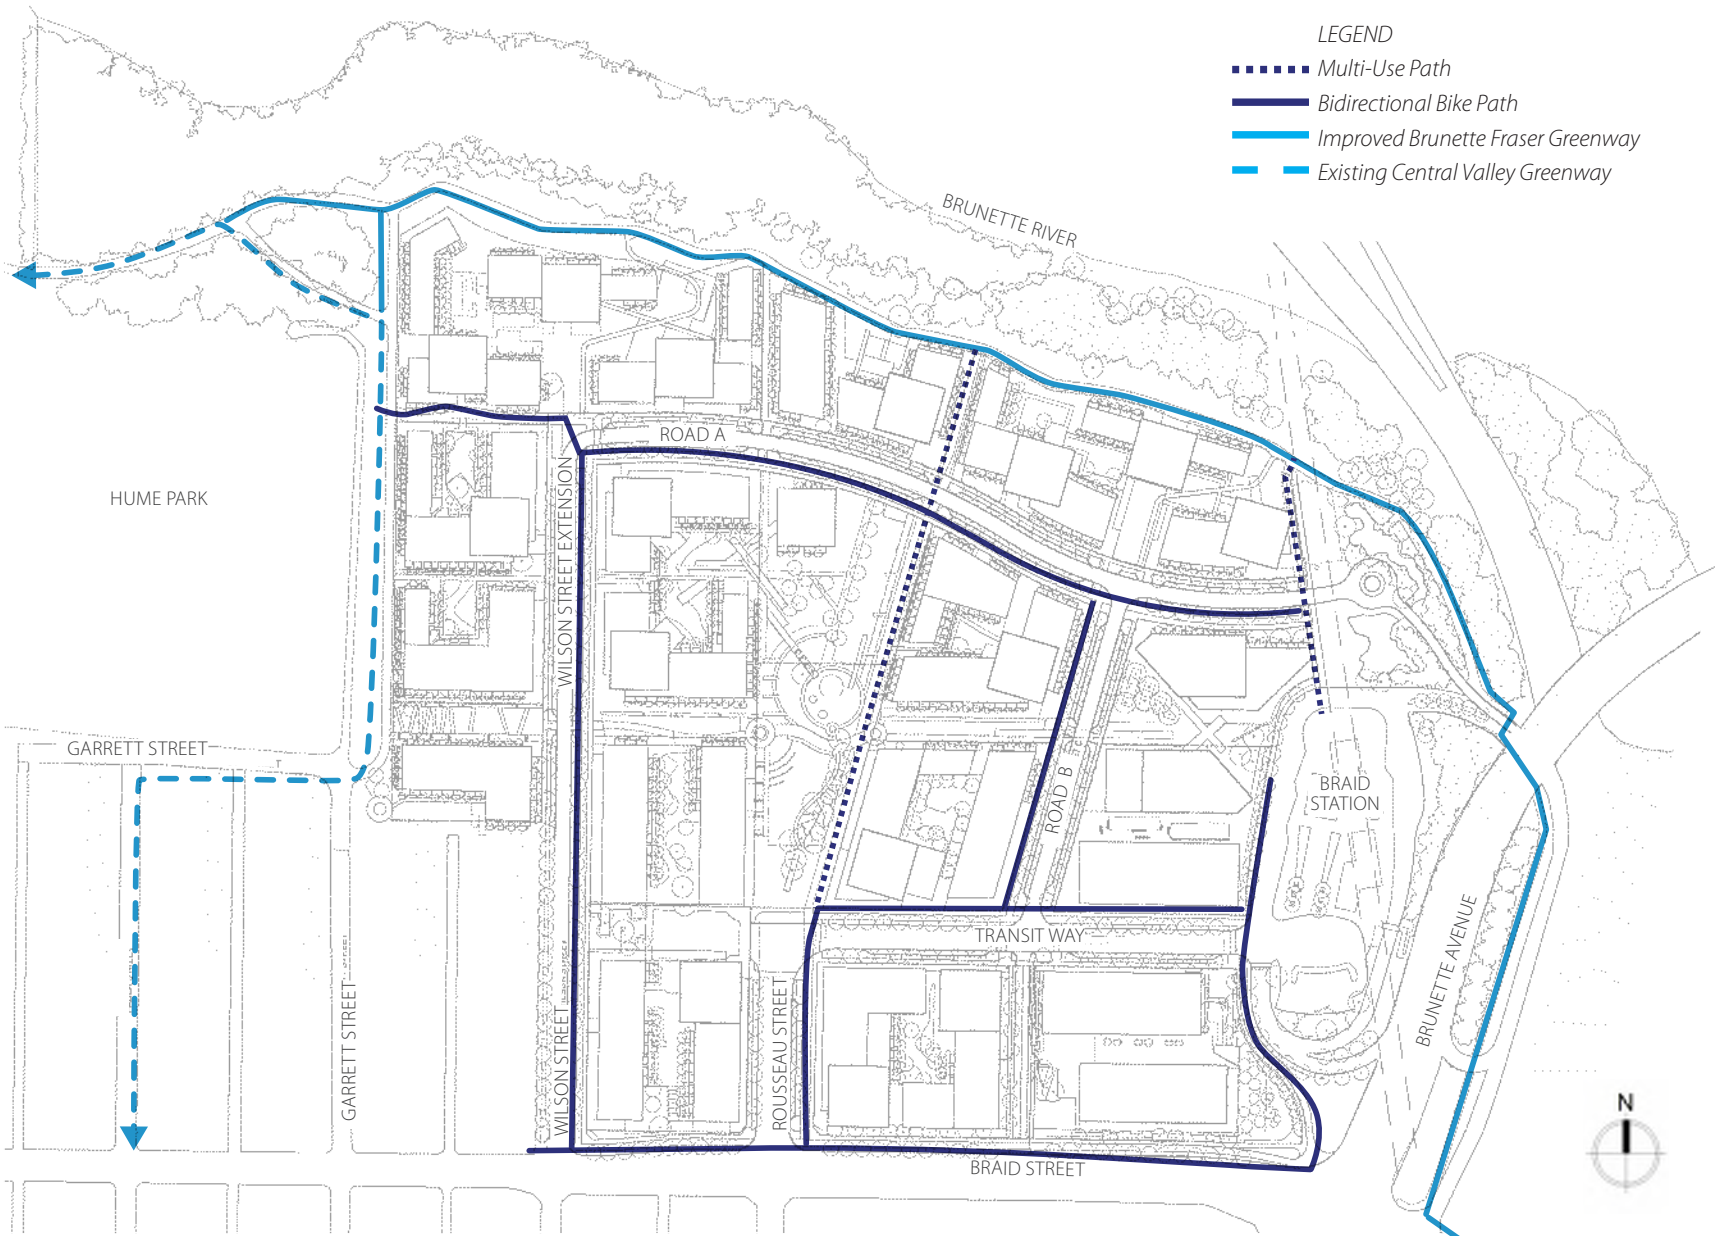 LEGEND
Multi-Use Path
Bidirectional Bike Path
Improved Brunette Fraser Greenway
Existing Central Valley Greenway
BRUNETTE RIVER
ROAD A
HUME PARK
WILSON STREET EXTENSION
GARRETT STREET
ROAD B
BRAID
STATION
TRANSIT WAY
BRUNETTE AVENUE
GARRETT STREET
WILSON STREET
ROUSSEAU STREET
BRAID STREET
N